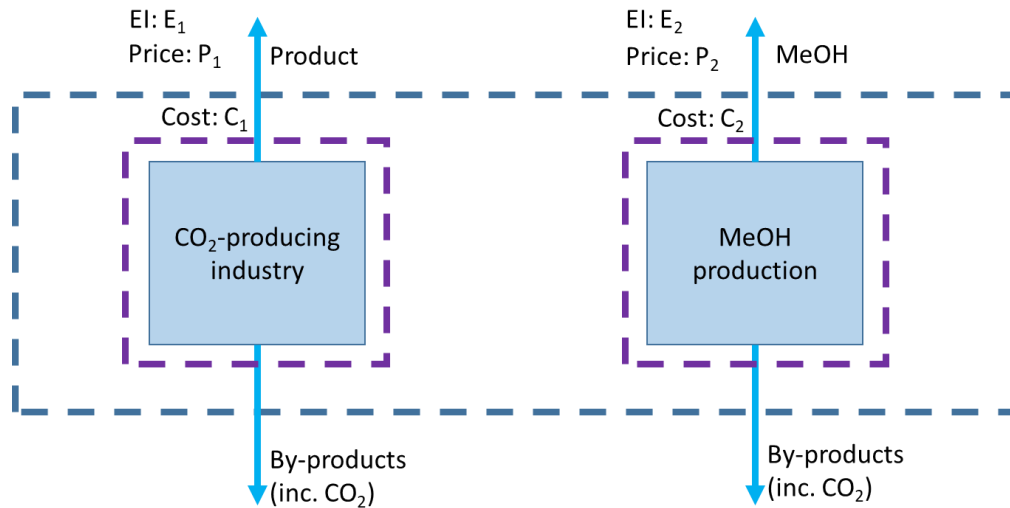 EI: E₁
Price: P₁
Product
Cost: C₁
CO₂-producing
industry
By-products
(inc. CO₂)
EI: E₂
Price: P₂
MeOH
Cost: C₂
MeOH
production
By-products
(inc. CO₂)